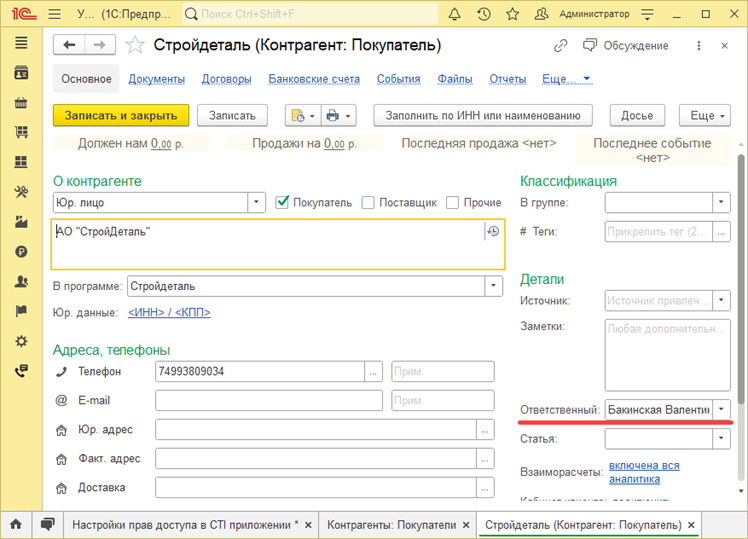 1С У... (1С:Предпр... Поиск Ctrl+Shift+F Администратор
Стройдеталь (Контрагент: Покупатель) Обсуждение
Основное Документы Договоры Банковские счета События Файлы Отчеты Еще...
Записать и закрыть Записать Заполнить по ИНН или наименованию Досье Еще
Должен нам 0,00 р. Продажи на 0,00 р. Последняя продажа <нет> Последнее событие
<нет>
О контрагенте
Юр. лицо Покупатель Поставщик Прочие
АО "СтройДеталь"
В программе: Стройдеталь
Юр. данные: <ИНН> / <КПП>
Адреса, телефоны
Телефон 74993809034 ... Прим.
@ E-mail Прим.
Юр. адрес ...
Факт. адрес ...
Доставка ...
Классификация
В группе:
# Теги: Прикрепить тег (2... ...
Детали
Источник: Источник привлеч...
Заметки: Любая дополнительн...
Ответственный: Бакинская Валентин
Статья:
Взаиморасчеты: включена вся
аналитика
Настройки прав доступа в CTI приложении * Контрагенты: Покупатели Стройдеталь (Контрагент: Покупатель)